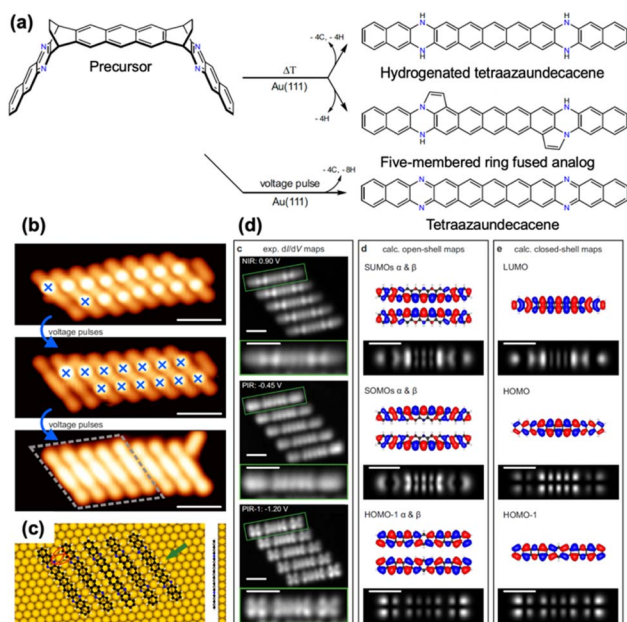 (a)
- 4C, - 4H
N
H
H
N
N
N
N
N
Precursor
N
H
N
H
ΔT
Hydrogenated tetraazaundecacene
Au(111)
- 4H
N
H
N
N
H
N
Five-membered ring fused analog
voltage pulse
- 4C, -8H
Au(111)
N
N
N
N
Tetraazaundecacene
(b)
(d)
c exp. dI/dV maps
d calc. open-shell maps
e calc. closed-shell maps
NIR: 0.90 V
SUMOs α & β
LUMO
voltage pulses
PIR: -0.45 V
SOMOs α & β
HOMO
voltage pulses
PIR-1: -1.20 V
HOMO-1 α & β
HOMO-1
(c)